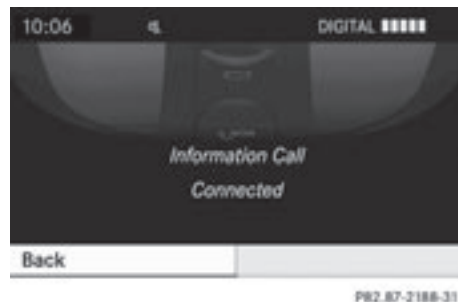 10:06 DIGITAL
Information Call
Connected
Back
P82.87-2188-31